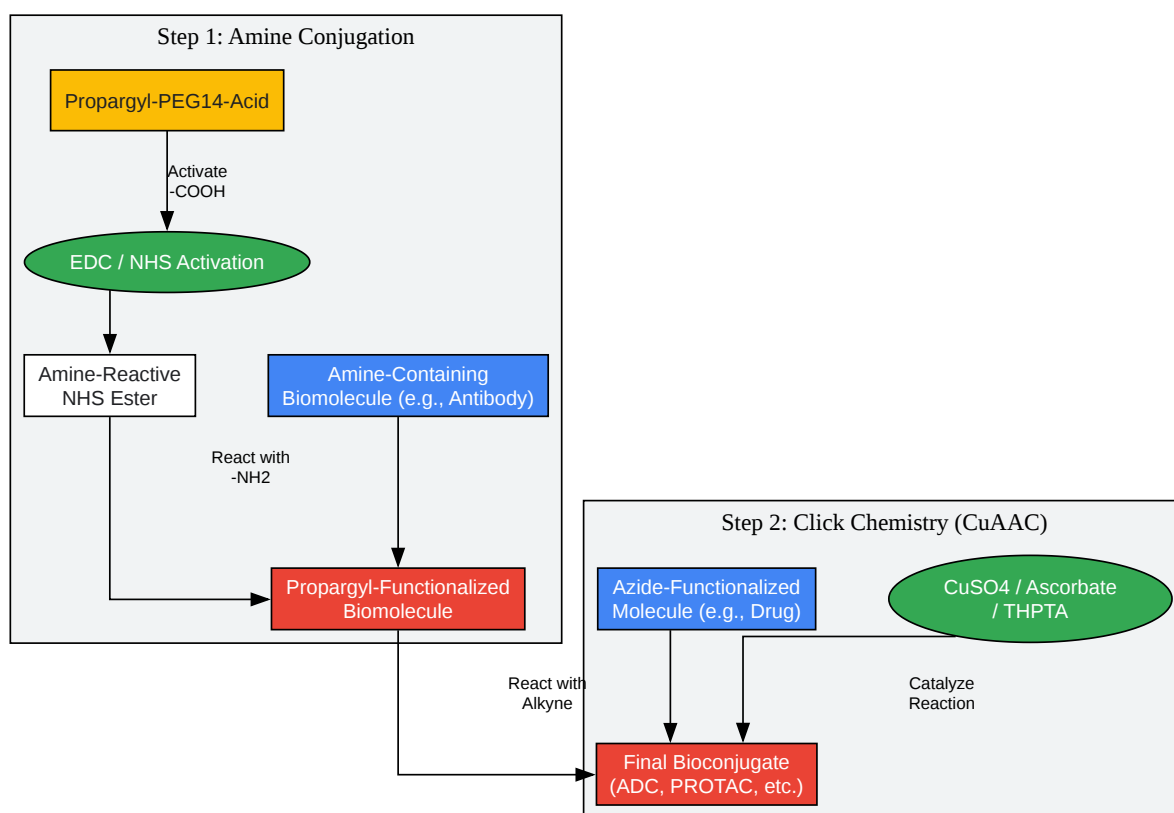 Step 1: Amine Conjugation
Propargyl-PEG14-Acid
Activate
-COOH
EDC / NHS Activation
Amine-Reactive
NHS Ester
Amine-Containing
Biomolecule (e.g., Antibody)
React with
-NH2
Propargyl-Functionalized
Biomolecule
Step 2: Click Chemistry (CuAAC)
Azide-Functionalized
Molecule (e.g., Drug)
CuSO4 / Ascorbate
/ THPTA
React with
Alkyne
Catalyze
Reaction
Final Bioconjugate
(ADC, PROTAC, etc.)